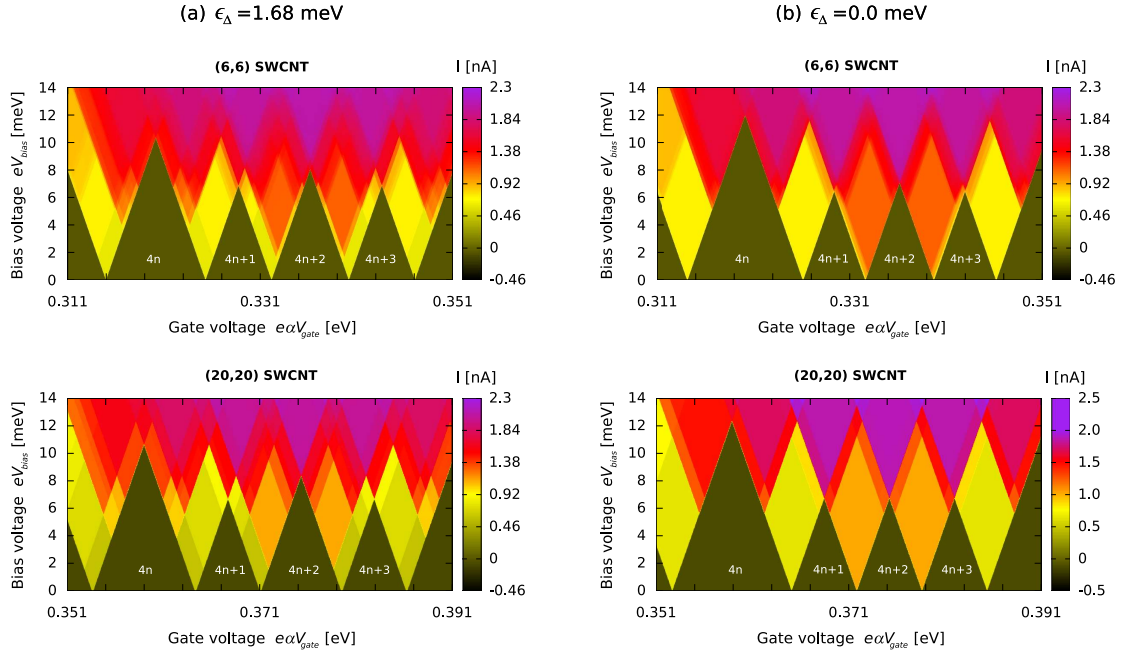 (a) ϵ_Δ =1.68 meV
(b) ϵ_Δ =0.0 meV
(6,6) SWCNT
I [nA]
14
12
10
8
6
4
2
0
Bias voltage eV_bias [meV]
4n
4n+1
4n+2
4n+3
0.311
0.331
0.351
Gate voltage eαV_gate [eV]
2.3
1.84
1.38
0.92
0.46
0
-0.46
(6,6) SWCNT
I [nA]
14
12
10
8
6
4
2
0
Bias voltage eV_bias [meV]
4n
4n+1
4n+2
4n+3
0.311
0.331
0.351
Gate voltage eαV_gate [eV]
2.3
1.84
1.38
0.92
0.46
0
-0.46
(20,20) SWCNT
I [nA]
14
12
10
8
6
4
2
0
Bias voltage eV_bias [meV]
4n
4n+1
4n+2
4n+3
0.351
0.371
0.391
Gate voltage eαV_gate [eV]
2.3
1.84
1.38
0.92
0.46
0
-0.46
(20,20) SWCNT
I [nA]
14
12
10
8
6
4
2
0
Bias voltage eV_bias [meV]
4n
4n+1
4n+2
4n+3
0.351
0.371
0.391
Gate voltage eαV_gate [eV]
2.5
2.0
1.5
1.0
0.5
0
-0.5